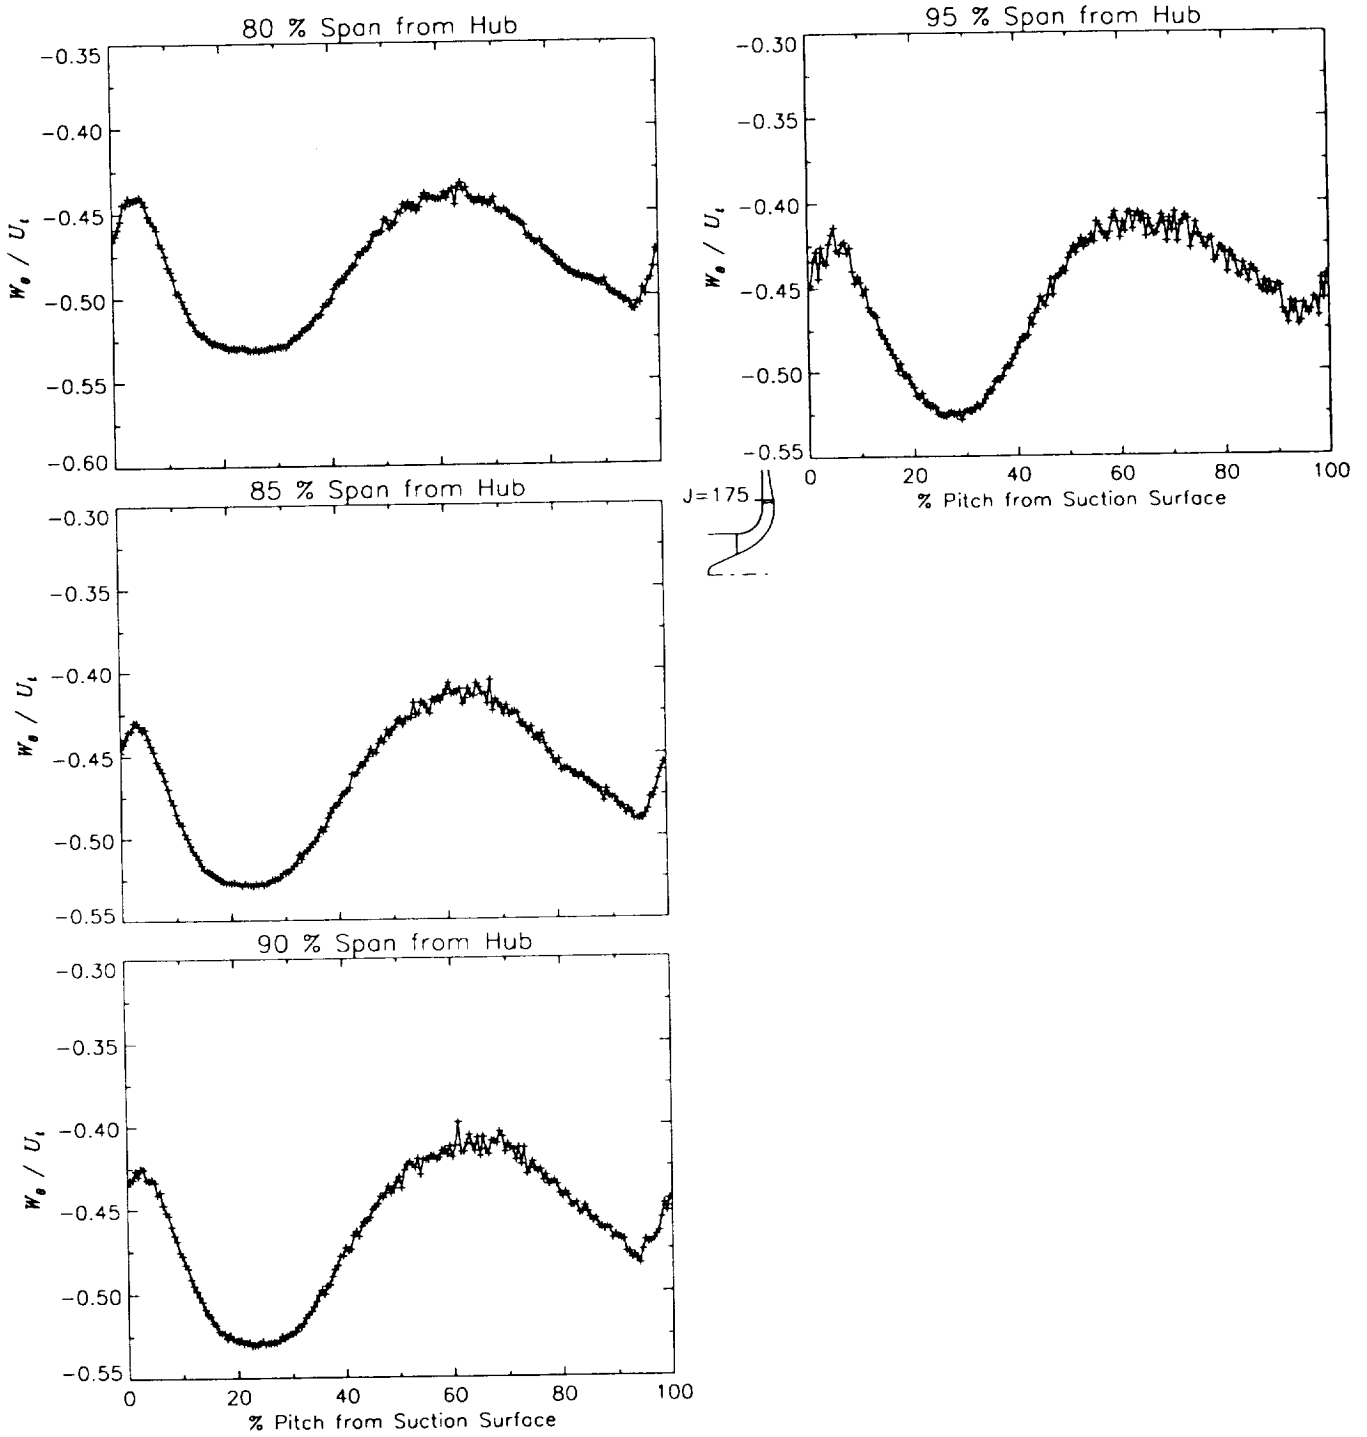 80 % Span from Hub
-0.35
-0.40
-0.45
-0.50
-0.55
-0.60
W_θ / U_t
85 % Span from Hub
-0.30
-0.35
-0.40
-0.45
-0.50
-0.55
W_θ / U_t
90 % Span from Hub
-0.30
-0.35
-0.40
-0.45
-0.50
-0.55
W_θ / U_t
0 20 40 60 80 100
% Pitch from Suction Surface
95 % Span from Hub
-0.30
-0.35
-0.40
-0.45
-0.50
-0.55
W_θ / U_t
0 20 40 60 80 100
% Pitch from Suction Surface
J=175